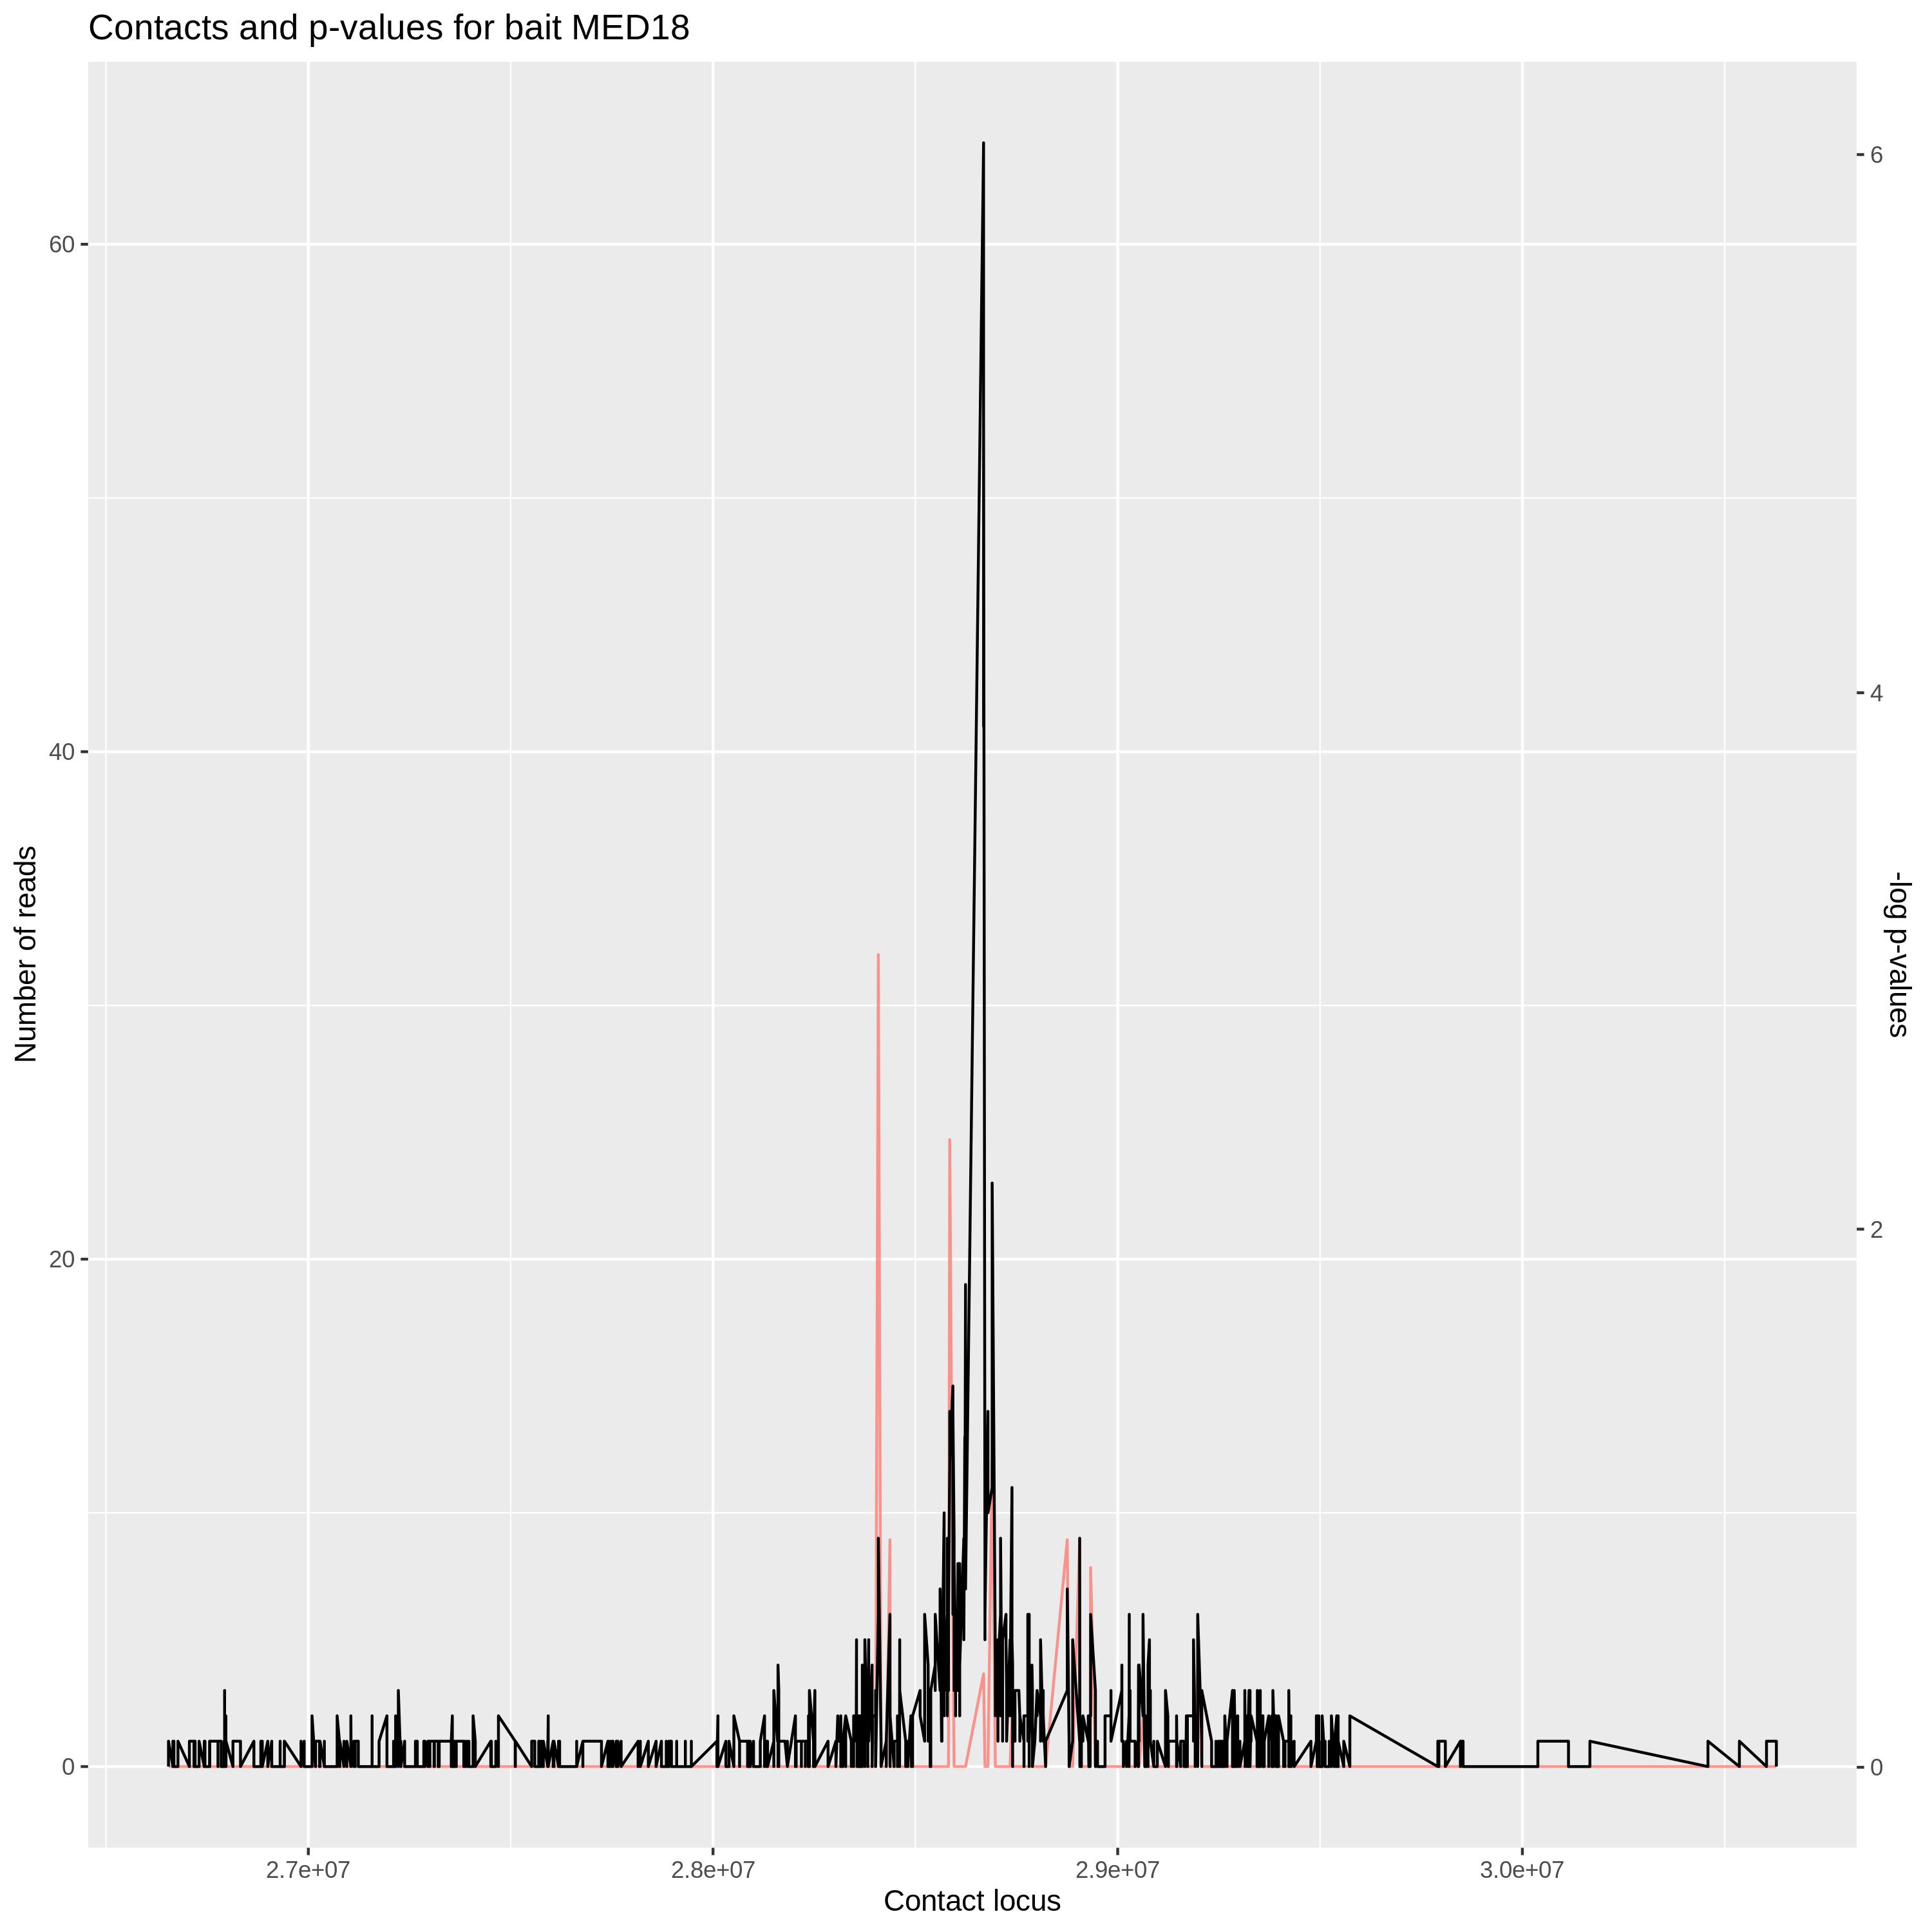 Contacts and p-values for bait MED18
6
60
4
40
Number of reads
-log p-values
2
20
0
0
2.7e+07
2.8e+07
2.9e+07
3.0e+07
Contact locus